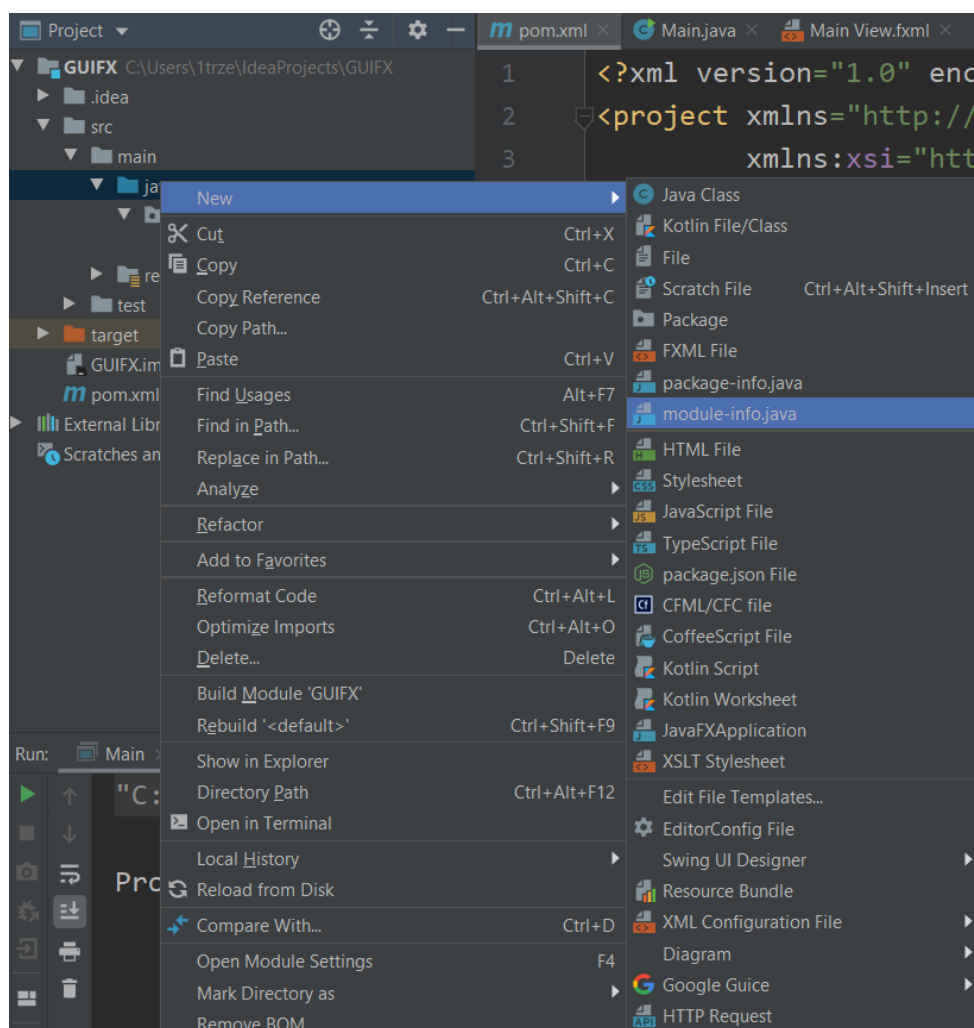 Project
pom.xml
Main.java
Main View.fxml
GUIFX C:\Users\1trze\IdeaProjects\GUIFX
.idea
src
main
ja
re
test
target
GUIFX.im
pom.xml
External Libr
Scratches an
1 <?xml version="1.0" enc
2 <project xmlns="http://
3 xmlns:xsi="htt
New
Cut Ctrl+X
Copy Ctrl+C
Copy Reference Ctrl+Alt+Shift+C
Copy Path...
Paste Ctrl+V
Find Usages Alt+F7
Find in Path... Ctrl+Shift+F
Replace in Path... Ctrl+Shift+R
Analyze
Refactor
Add to Favorites
Reformat Code Ctrl+Alt+L
Optimize Imports Ctrl+Alt+O
Delete... Delete
Build Module 'GUIFX'
Rebuild '<default>' Ctrl+Shift+F9
Show in Explorer
Directory Path Ctrl+Alt+F12
Open in Terminal
Local History
Reload from Disk
Compare With... Ctrl+D
Open Module Settings F4
Mark Directory as
Remove BOM
Java Class
Kotlin File/Class
File
Scratch File Ctrl+Alt+Shift+Insert
Package
FXML File
package-info.java
module-info.java
HTML File
Stylesheet
JavaScript File
TypeScript File
package.json File
CFML/CFC file
CoffeeScript File
Kotlin Script
Kotlin Worksheet
JavaFXApplication
XSLT Stylesheet
Edit File Templates...
EditorConfig File
Swing UI Designer
Resource Bundle
XML Configuration File
Diagram
Google Guice
HTTP Request
Run: Main
"C:
Pro